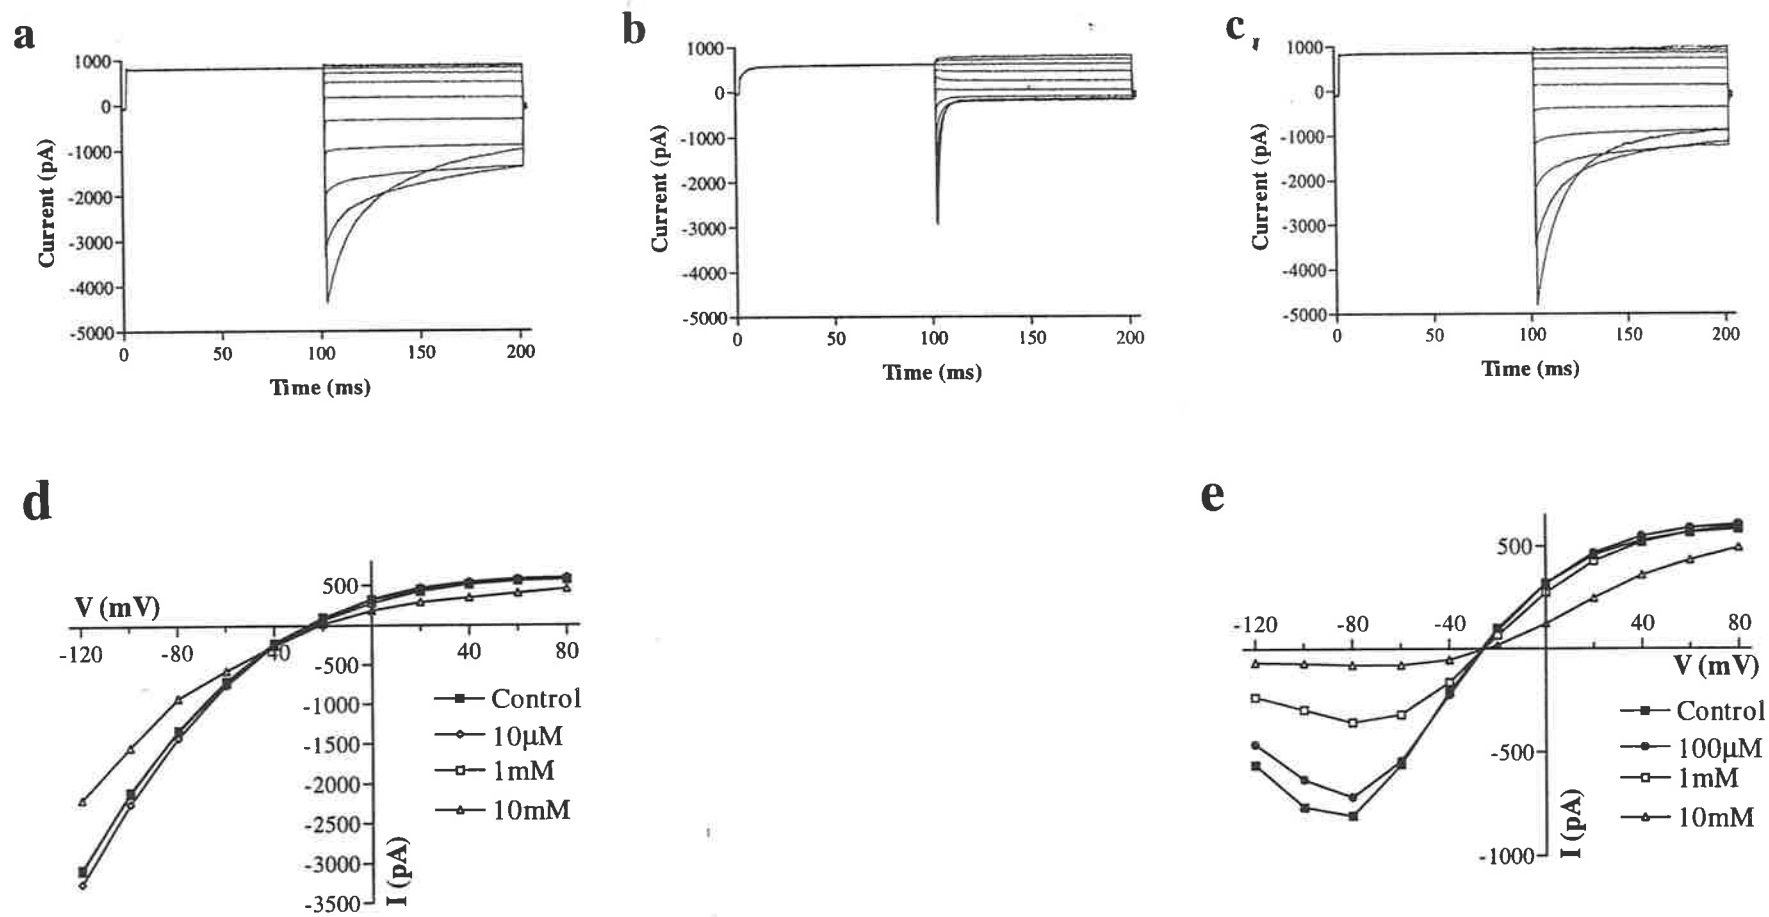 a
1000
0
-1000
-2000
-3000
-4000
-5000
Current (pA)
0 50 100 150 200
Time (ms)
b
1000
0
-1000
-2000
-3000
-4000
-5000
Current (pA)
0 50 100 150 200
Time (ms)
c
1000
0
-1000
-2000
-3000
-4000
-5000
Current (pA)
0 50 100 150 200
Time (ms)
d
V (mV)
-120 -80 -40 40 80
500
-500
-1000
-1500
-2000
-2500
-3000
-3500
I (pA)
Control
10µM
1mM
10mM
e
500
-120 -80 -40 40 80
V (mV)
-500
-1000
I (pA)
Control
100µM
1mM
10mM